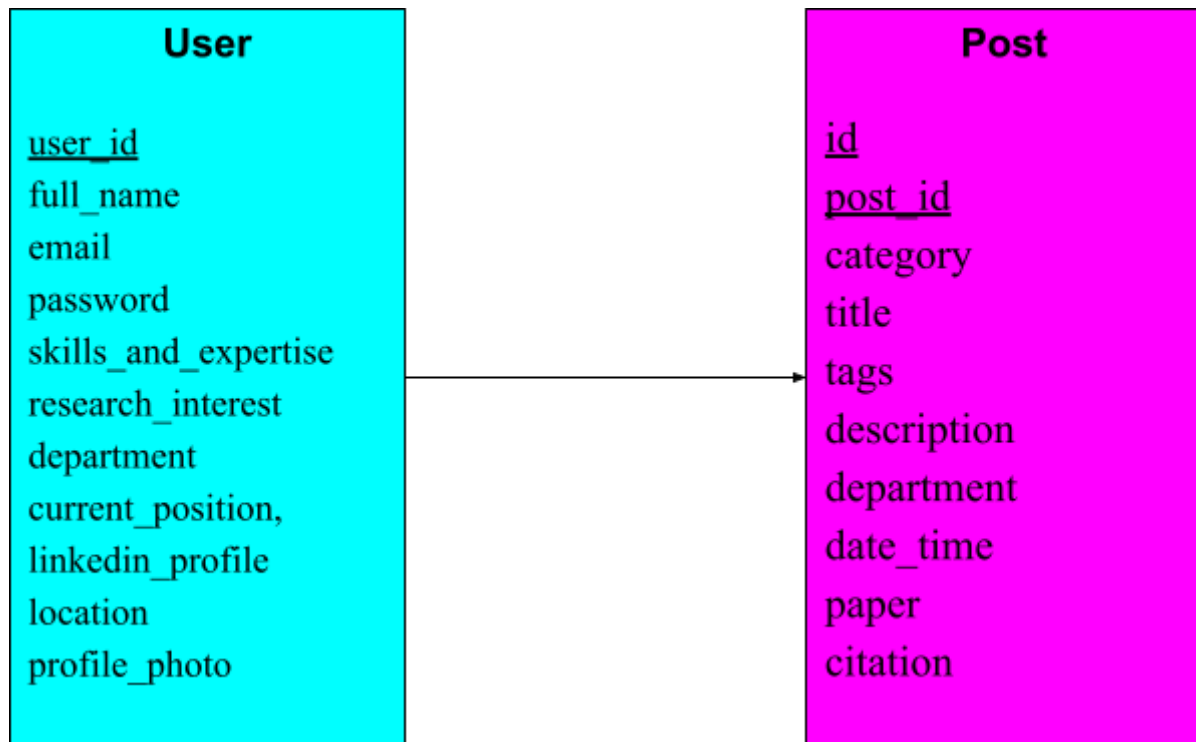 User
user_id
full_name
email
password
skills_and_expertise
research_interest
department
current_position,
linkedin_profile
location
profile_photo
Post
id
post_id
category
title
tags
description
department
date_time
paper
citation